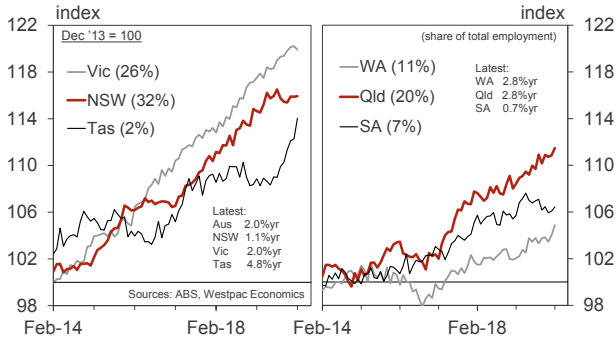 index
index
Dec '13 = 100
(share of total employment)
Vic (26%)
NSW (32%)
Tas (2%)
WA (11%)
Qld (20%)
SA (7%)
Latest:
WA 2.8%yr
Qld 2.8%yr
SA 0.7%yr
Latest:
Aus 2.0%yr
NSW 1.1%yr
Vic 2.0%yr
Tas 4.8%yr
Sources: ABS, Westpac Economics
122
118
114
110
106
102
98
122
118
114
110
106
102
98
Feb-14
Feb-18
Feb-14
Feb-18